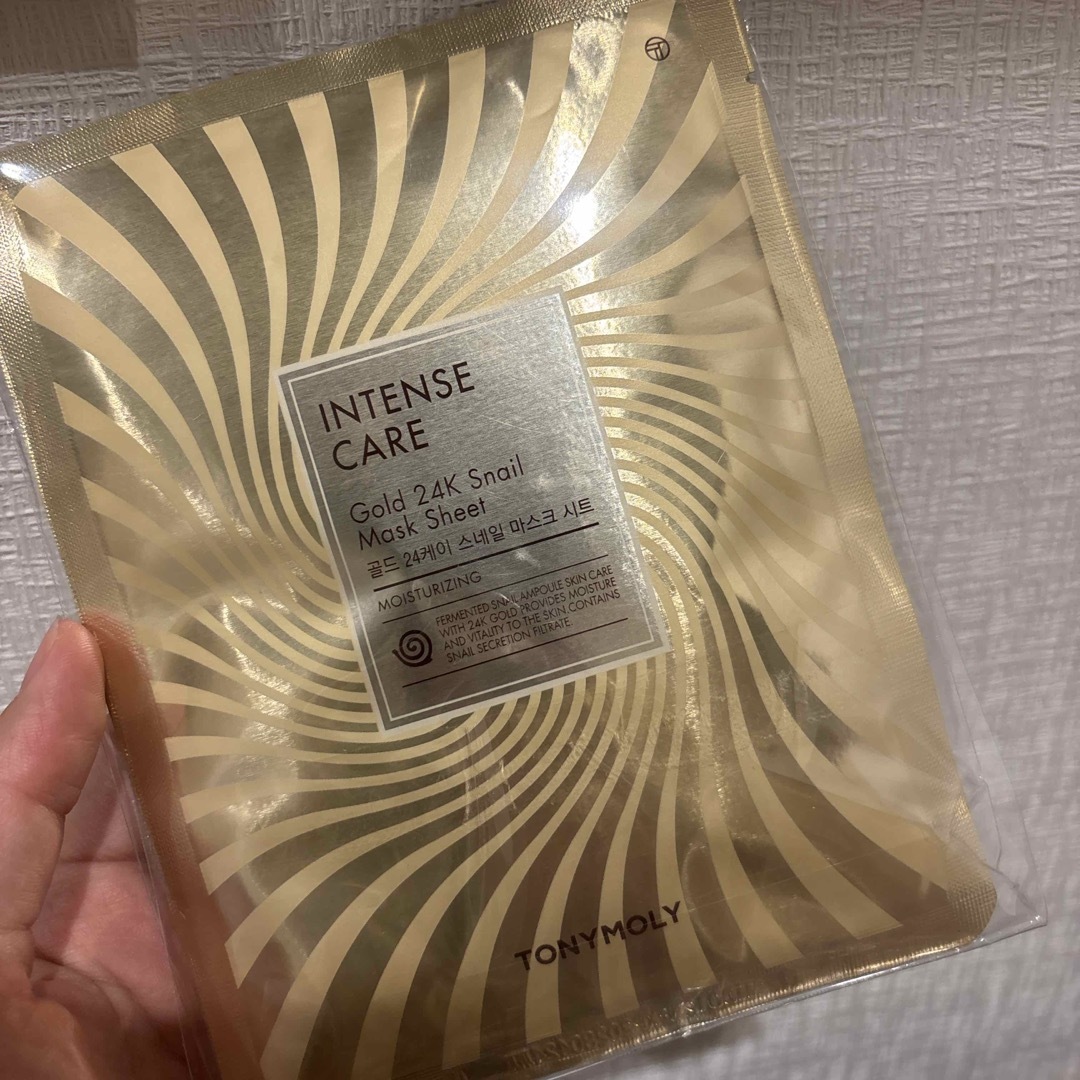 INTENSE
CARE
Gold 24K Snail
Mask Sheet
골드 24케이 스네일 마스크 시트
MOISTURIZING
FERMENTED SNAIL AMPOULE SKIN CARE
WITH 24K GOLD PROVIDES MOISTURE
AND VITALITY TO THE SKIN.CONTAINS
SNAIL SECRETION FILTRATE.
TONYMOLY